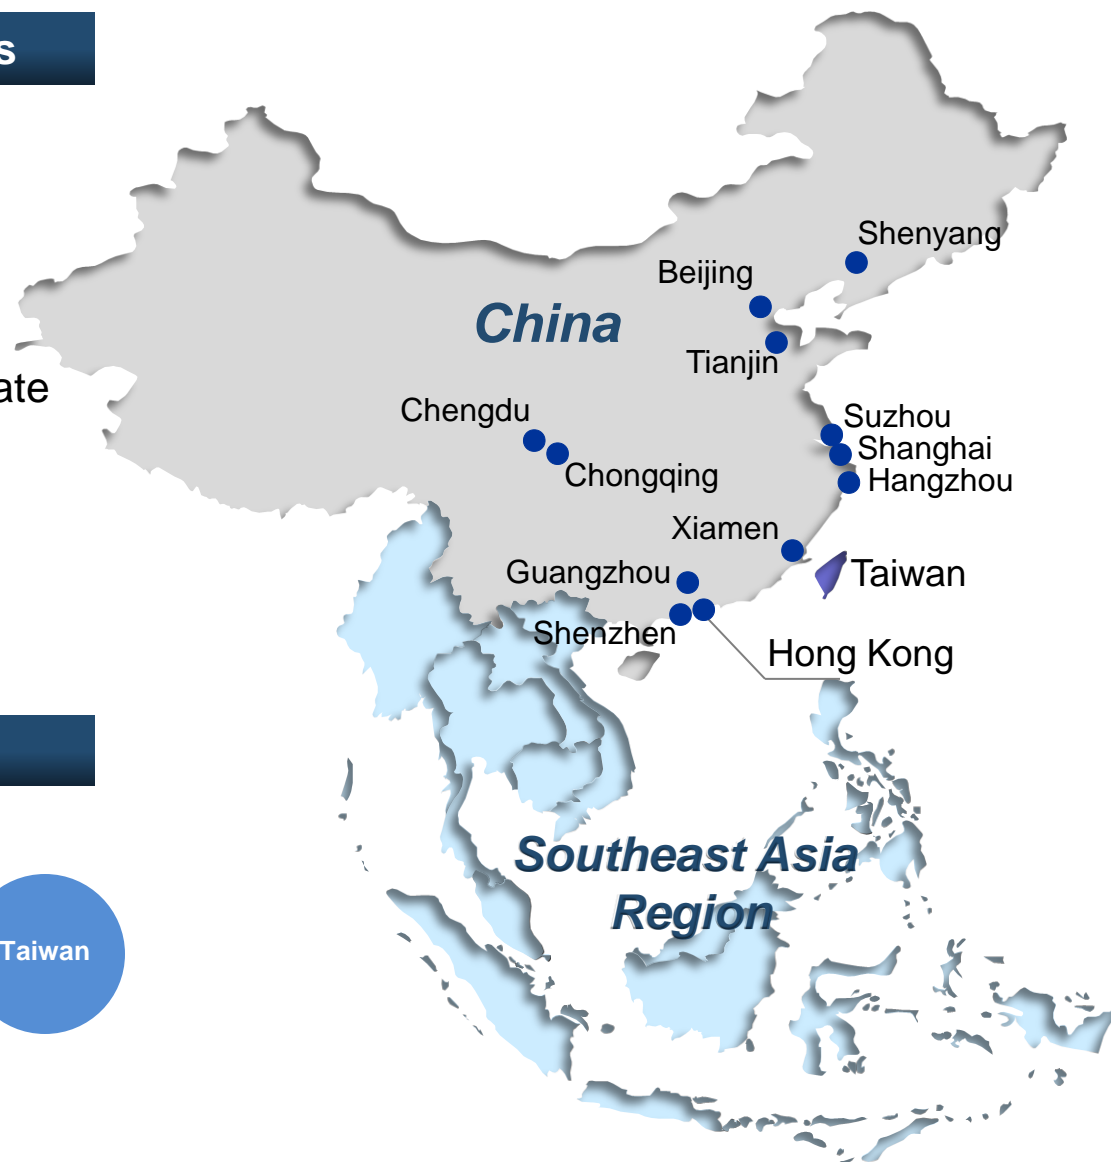 s
Shenyang
Beijing
China
Tianjin
ate
Chengdu
Suzhou
Shanghai
Chongqing
Hangzhou
Xiamen
Guangzhou
Taiwan
Shenzhen
Hong Kong
Southeast Asia
Region
Taiwan